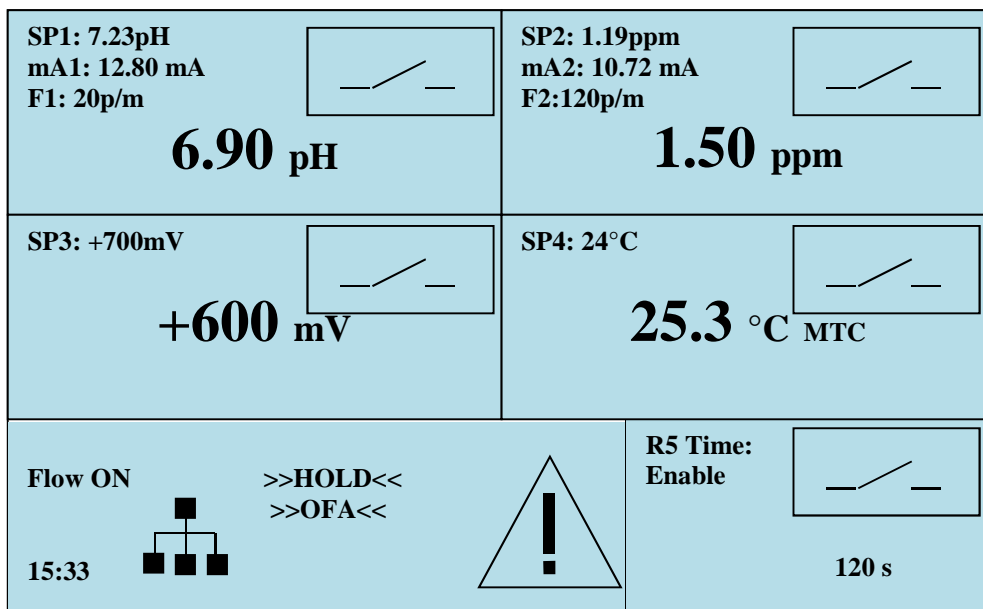 SP1: 7.23pH
mA1: 12.80 mA
F1: 20p/m
6.90 pH
SP2: 1.19ppm
mA2: 10.72 mA
F2:120p/m
1.50 ppm
SP3: +700mV
+600 mV
SP4: 24°C
25.3 °C MTC
Flow ON
>>HOLD<<
>>OFA<<
15:33
!
R5 Time:
Enable
120 s